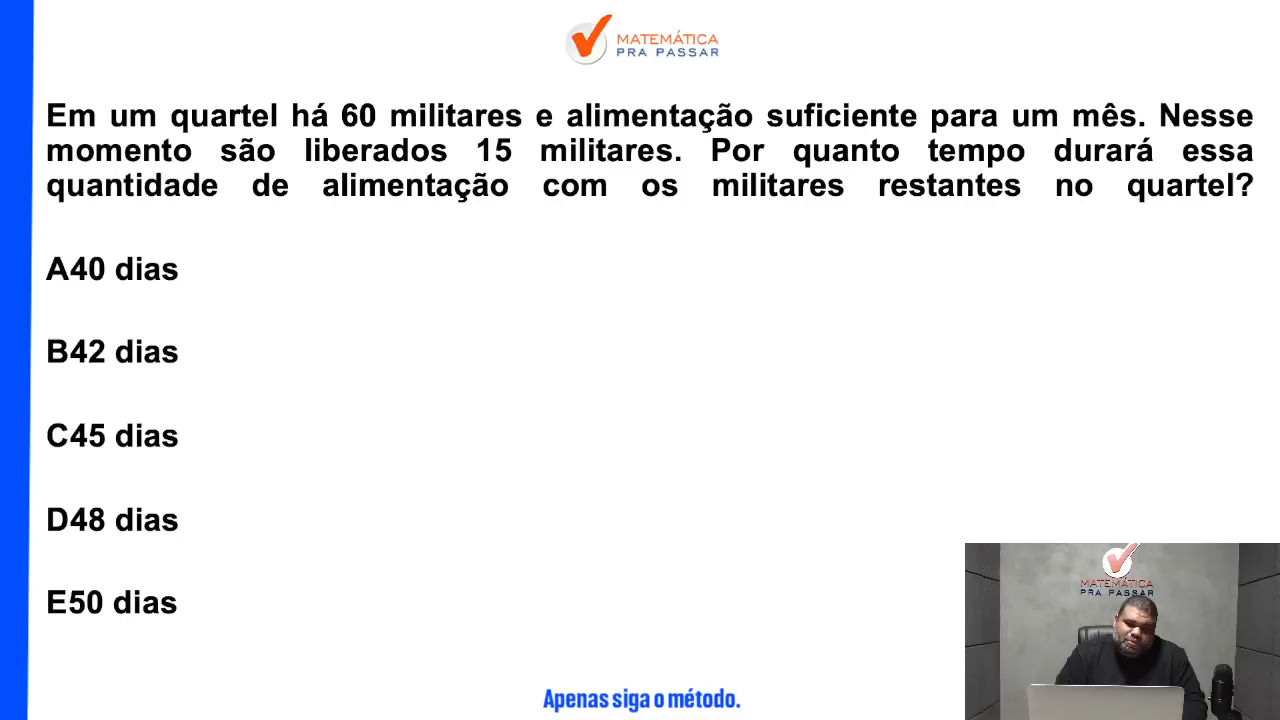 MATEMÁTICA
PRA PASSAR
Em um quartel há 60 militares e alimentação suficiente para um mês. Nesse
momento são liberados 15 militares. Por quanto tempo durará essa
quantidade de alimentação com os militares restantes no quartel?
A40 dias
B42 dias
C45 dias
D48 dias
E50 dias
MATEMÁTICA
PRA PASSAR
Apenas siga o método.